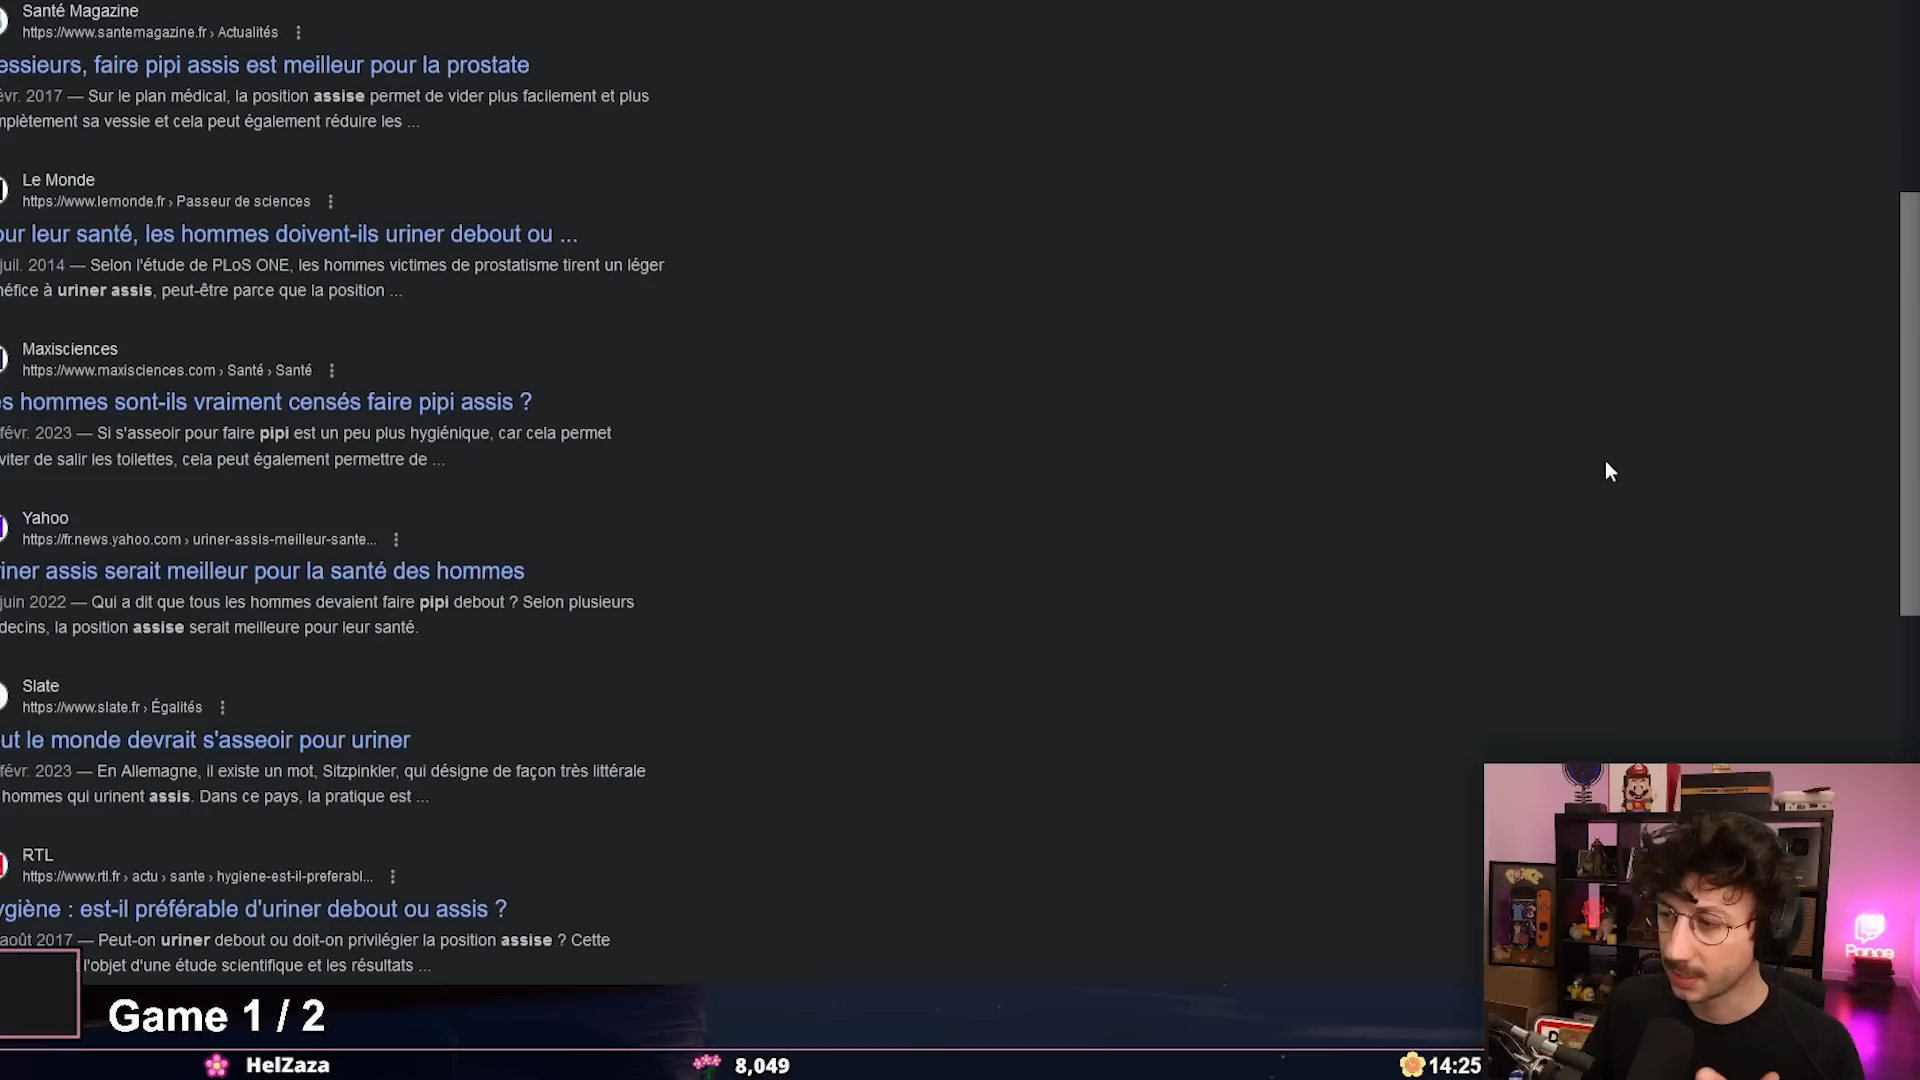 Santé Magazine
https://www.santemagazine.fr › Actualités
essieurs, faire pipi assis est meilleur pour la prostate
évr. 2017 — Sur le plan médical, la position assise permet de vider plus facilement et plus
mplètement sa vessie et cela peut également réduire les ...
Le Monde
https://www.lemonde.fr › Passeur de sciences
our leur santé, les hommes doivent-ils uriner debout ou ...
juil. 2014 — Selon l'étude de PLoS ONE, les hommes victimes de prostatisme tirent un léger
néfice à uriner assis, peut-être parce que la position ...
Maxisciences
https://www.maxisciences.com › Santé › Santé
es hommes sont-ils vraiment censés faire pipi assis ?
févr. 2023 — Si s'asseoir pour faire pipi est un peu plus hygiénique, car cela permet
viter de salir les toilettes, cela peut également permettre de ...
Yahoo
https://fr.news.yahoo.com › uriner-assis-meilleur-sante...
iner assis serait meilleur pour la santé des hommes
juin 2022 — Qui a dit que tous les hommes devaient faire pipi debout ? Selon plusieurs
decins, la position assise serait meilleure pour leur santé.
Slate
https://www.slate.fr › Égalités
ut le monde devrait s'asseoir pour uriner
févr. 2023 — En Allemagne, il existe un mot, Sitzpinkler, qui désigne de façon très littérale
hommes qui urinent assis. Dans ce pays, la pratique est ...
RTL
https://www.rtl.fr › actu › sante › hygiene-est-il-preferabl...
ygiène : est-il préférable d'uriner debout ou assis ?
août 2017 — Peut-on uriner debout ou doit-on privilégier la position assise ? Cette
l'objet d'une étude scientifique et les résultats ...
Ponce
Game 1 / 2
HelZaza
8,049
14:25